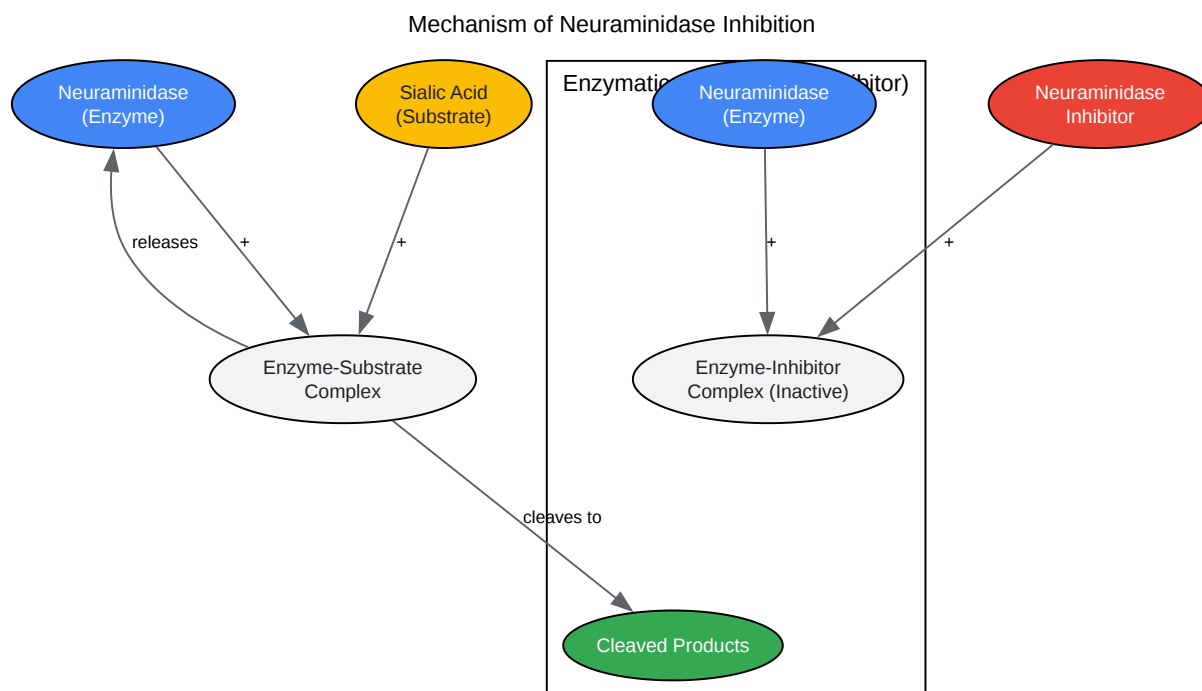 Mechanism of Neuraminidase Inhibition
Neuraminidase
(Enzyme)
Sialic Acid
(Substrate)
Enzymatic
Neuraminidase
(Enzyme)
Neuraminidase
Inhibitor
releases
+
+
+
+
Enzyme-Substrate
Complex
Enzyme-Inhibitor
Complex (Inactive)
cleaves to
Cleaved Products